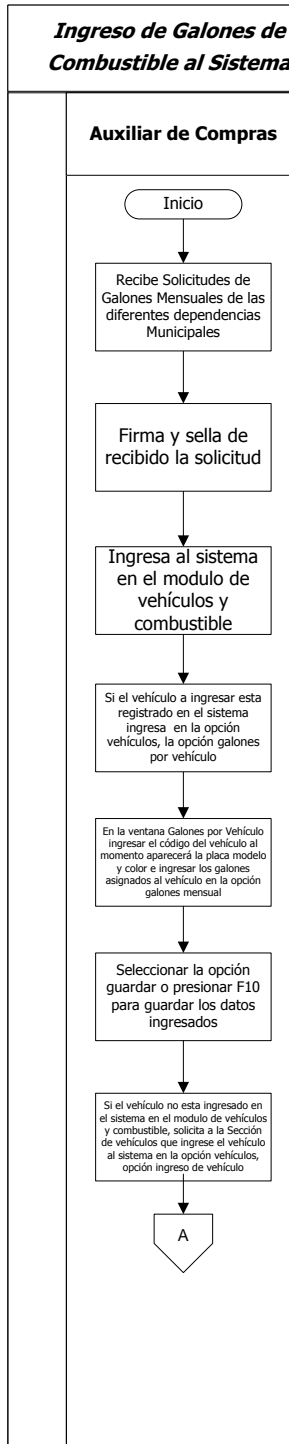 Ingreso de Galones de
Combustible al Sistema
Auxiliar de Compras
Inicio
Recibe Solicitudes de
Galones Mensuales de las
diferentes dependencias
Municipales
Firma y sella de
recibido la solicitud
Ingresa al sistema
en el modulo de
vehículos y
combustible
Si el vehículo a ingresar esta
registrado en el sistema
ingresa en la opción
vehículos, la opción galones
por vehículo
En la ventana Galones por Vehículo
ingresar el código del vehículo al
momento aparecerá la placa modelo
y color e ingresar los galones
asignados al vehículo en la opción
galones mensual
Seleccionar la opción
guardar o presionar F10
para guardar los datos
ingresados
Si el vehículo no esta ingresado en
el sistema en el modulo de vehículos
y combustible, solicita a la Sección
de vehículos que ingrese el vehículo
al sistema en la opción vehículos,
opción ingreso de vehículo
A